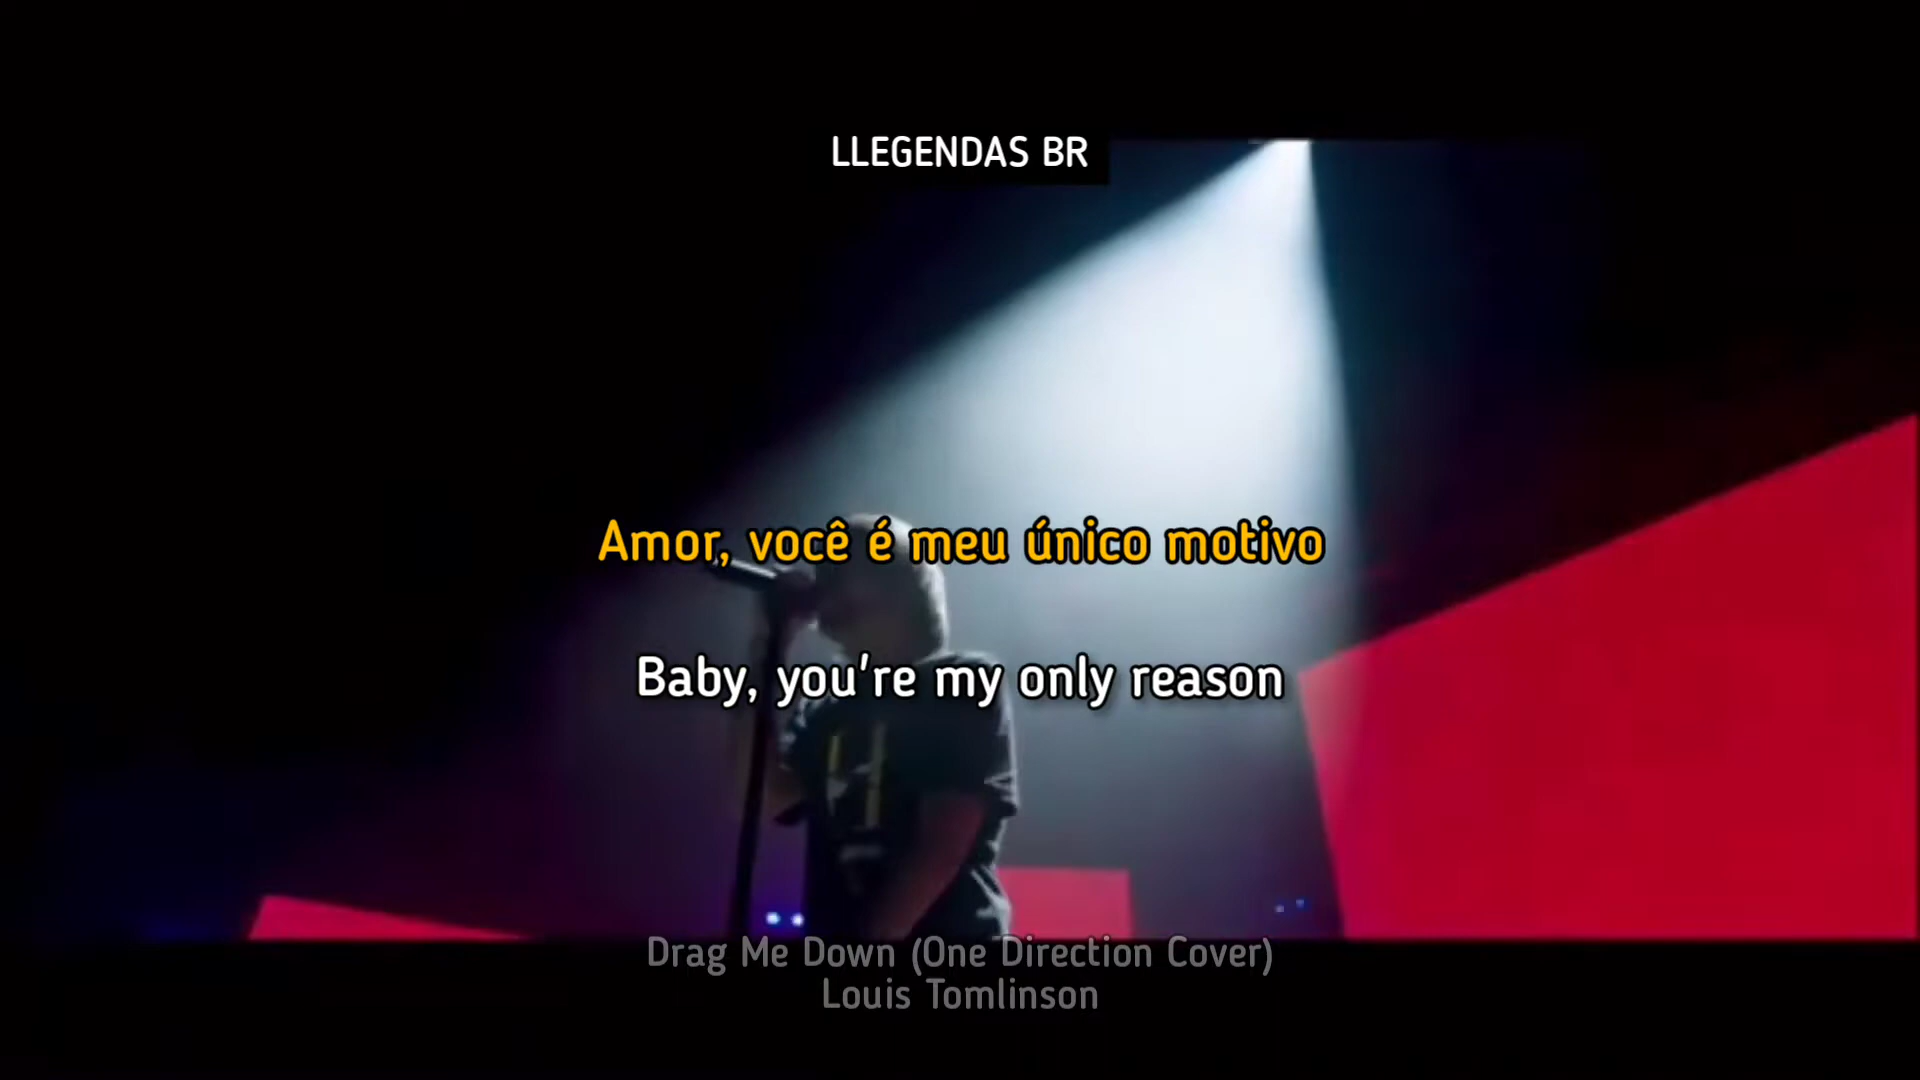 LLEGENDAS BR
Amor, você é meu único motivo
Baby, you're my only reason
Drag Me Down (One Direction Cover)
Louis Tomlinson